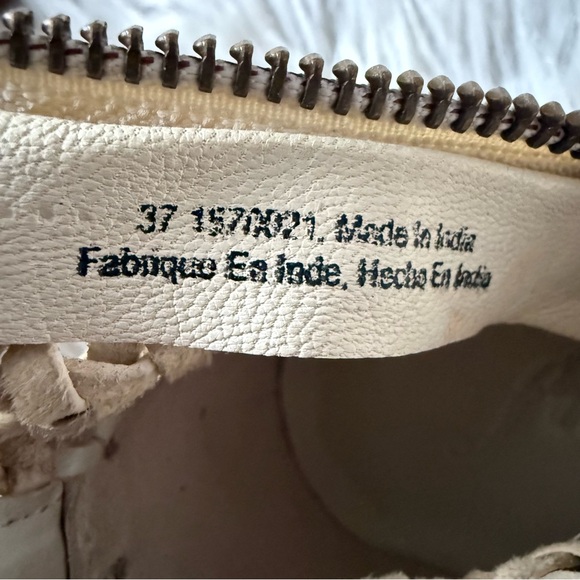 37 1570021. Made In India
Fabrique En Inde, Hecho En India